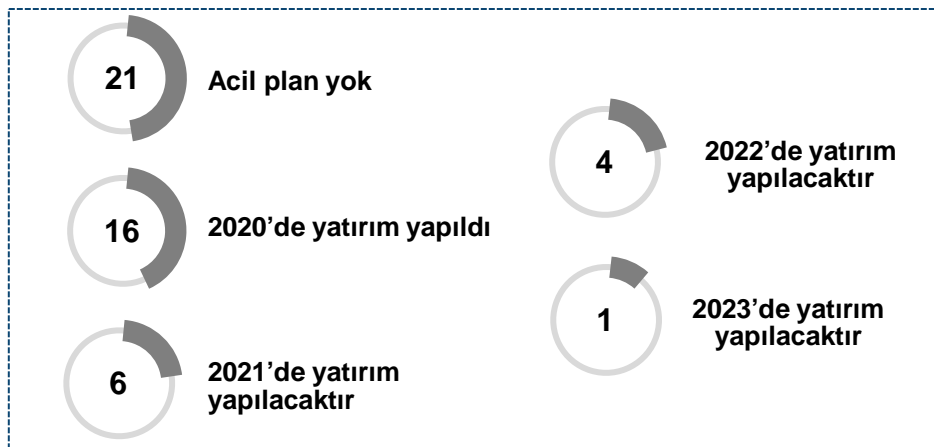 21
Acil plan yok
16
2020’de yatırım yapıldı
6
2021’de yatırım
yapılacaktır
4
2022’de yatırım
yapılacaktır
1
2023’de yatırım
yapılacaktır